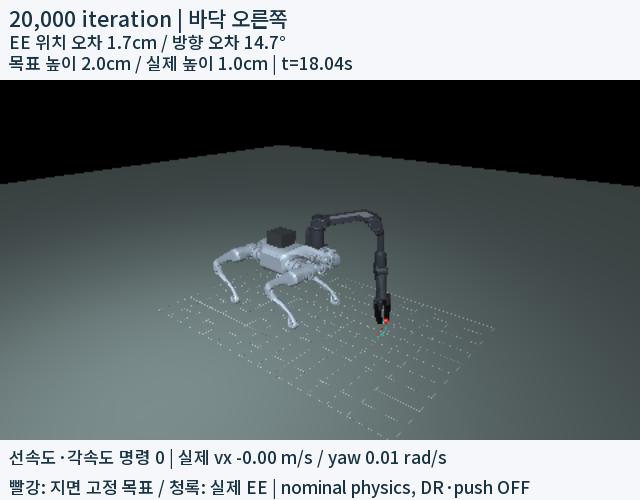 20,000 iteration | 바닥 오른쪽
EE 위치 오차 1.7cm / 방향 오차 14.7°
목표 높이 2.0cm / 실제 높이 1.0cm | t=18.04s
선속도·각속도 명령 0 | 실제 vx -0.00 m/s / yaw 0.01 rad/s
빨강: 지면 고정 목표 / 청록: 실제 EE | nominal physics, DR·push OFF